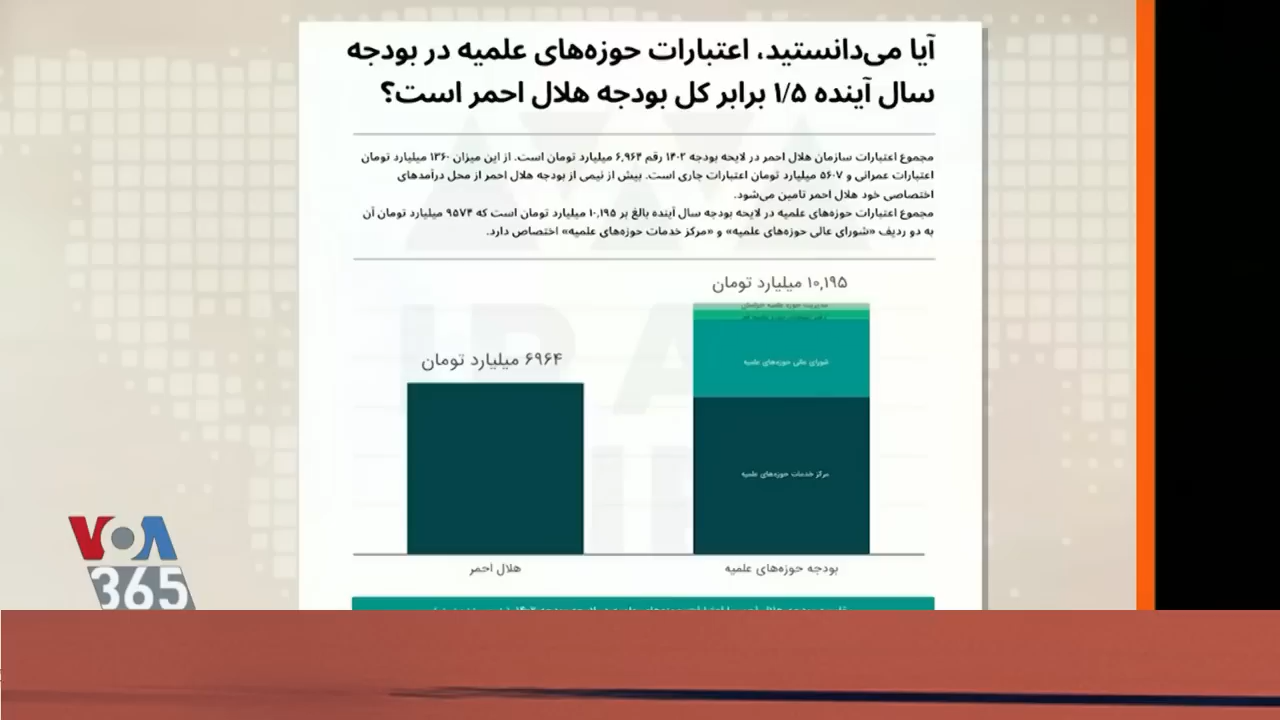 آیا می‌دانستید، اعتبارات حوزه‌های علمیه در بودجه
سال آینده ۱/۵ برابر کل بودجه هلال احمر است؟
مجموع اعتبارات سازمان هلال احمر در لایحه بودجه ۱۴۰۲ رقم ۶,۹۶۴ میلیارد تومان است. از این میزان ۱۳۶۰ میلیارد تومان
اعتبارات عمرانی و ۵۶۰۷ میلیارد تومان اعتبارات جاری است. بیش از نیمی از بودجه هلال احمر از محل درآمدهای
اختصاصی خود هلال احمر تامین می‌شود.
مجموع اعتبارات حوزه‌های علمیه در لایحه بودجه سال آینده بالغ بر ۱۰,۱۹۵ میلیارد تومان است که ۹۵۷۴ میلیارد تومان آن
به دو ردیف «شورای عالی حوزه‌های علمیه» و «مرکز خدمات حوزه‌های علمیه» اختصاص دارد.
۱۰,۱۹۵ میلیارد تومان
مدیریت حوزه علمیه خراسان
شورای عالی حوزه‌های علمیه
۶۹۶۴ میلیارد تومان
مرکز خدمات حوزه‌های علمیه
بودجه حوزه‌های علمیه
هلال احمر
VOA
365